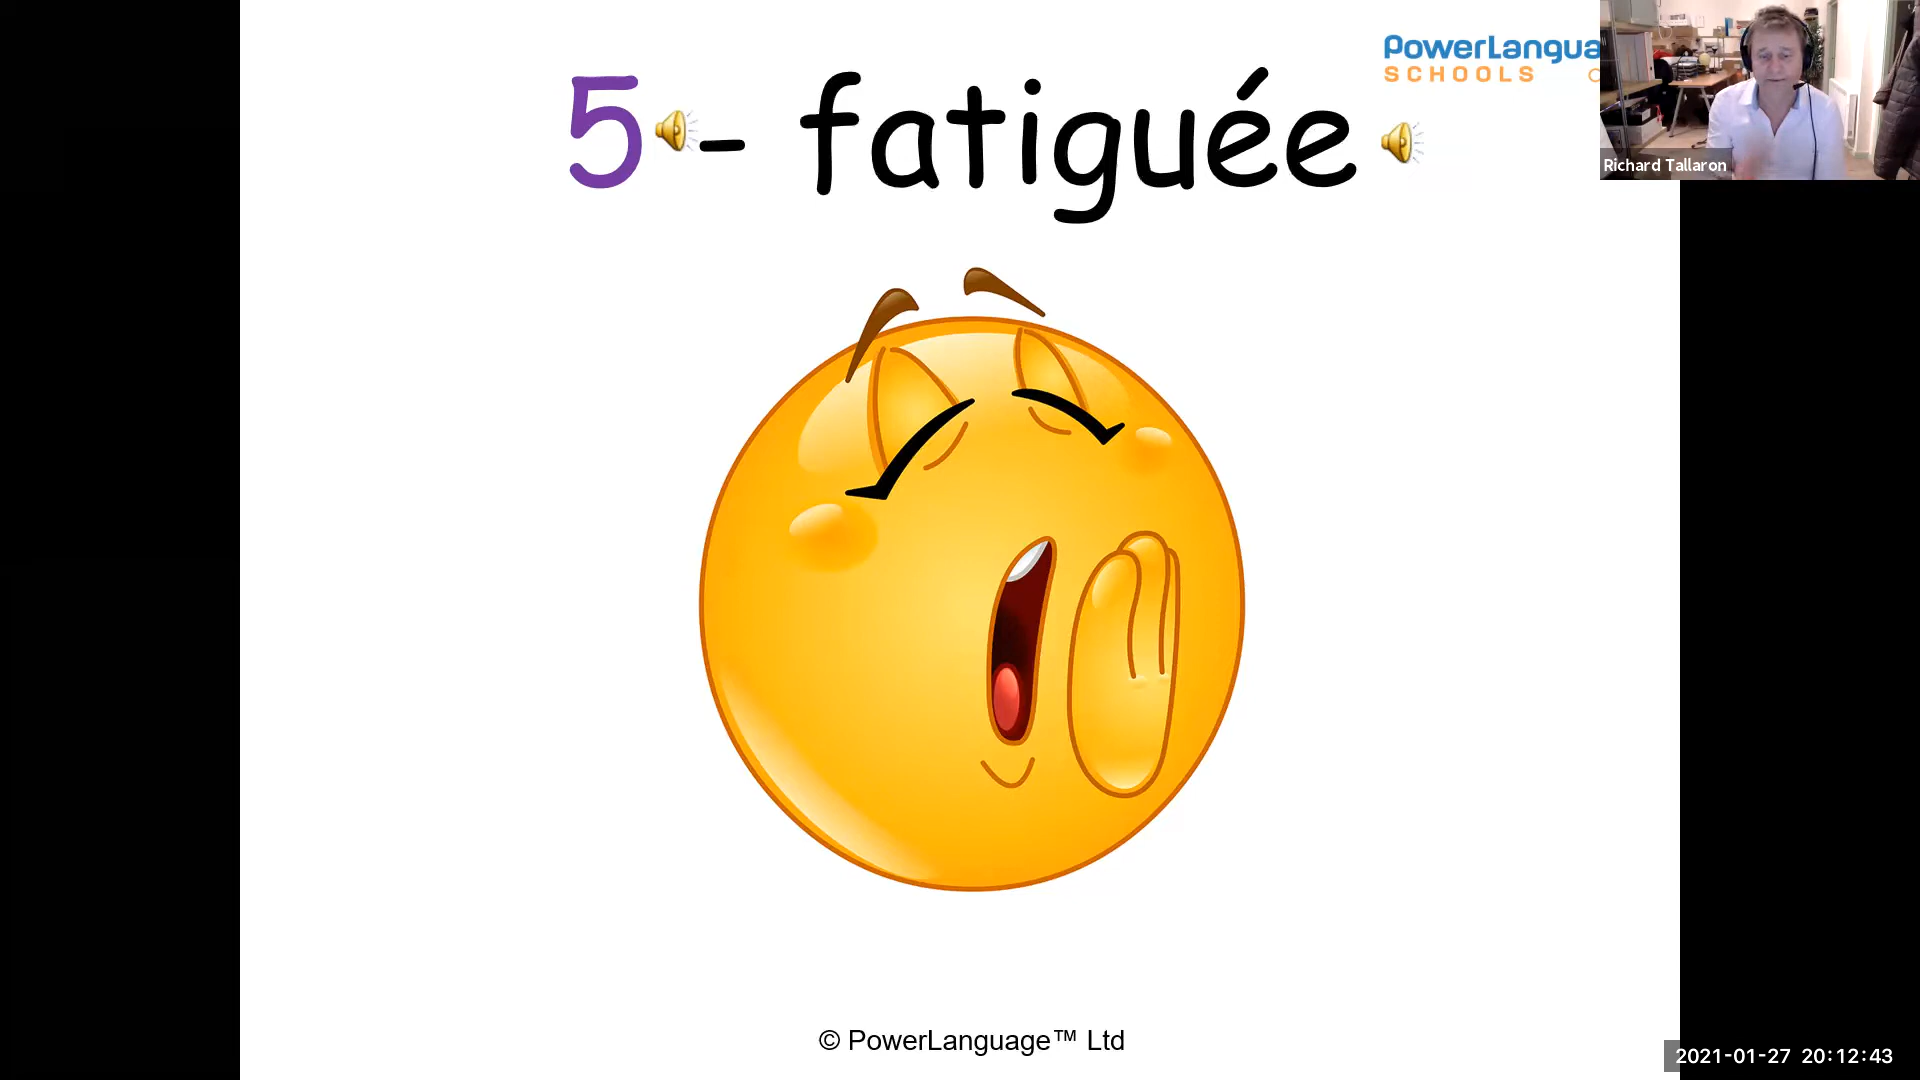 PowerLangua
SCHOOLS
5 - fatiguée
Richard Tallaron
© PowerLanguage™ Ltd
2021-01-27 20:12:43